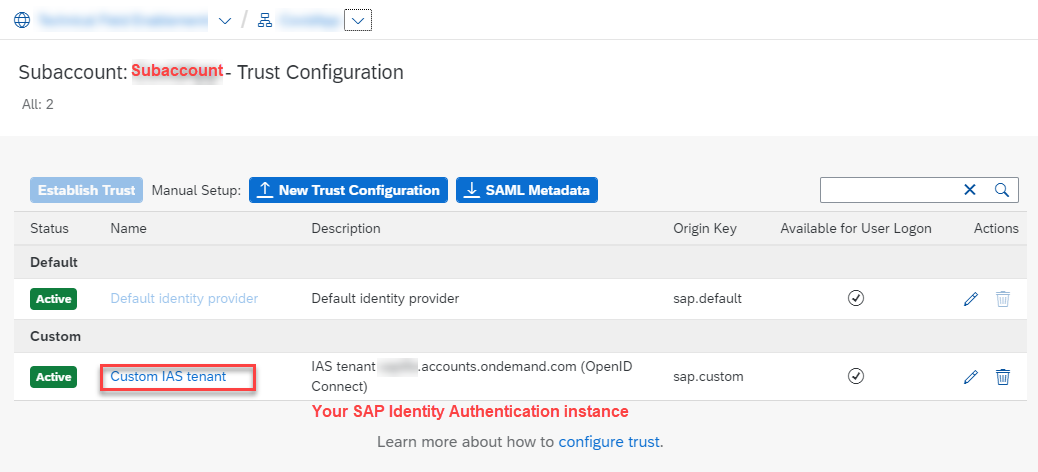 Subaccount: Subaccount - Trust Configuration
All: 2
Establish Trust Manual Setup: New Trust Configuration SAML Metadata
Status Name Description Origin Key Available for User Logon Actions
Default
Active Default identity provider Default identity provider sap.default
Custom
Active Custom IAS tenant IAS tenant .accounts.ondemand.com (OpenID sap.custom
Connect)
Your SAP Identity Authentication instance
Learn more about how to configure trust.